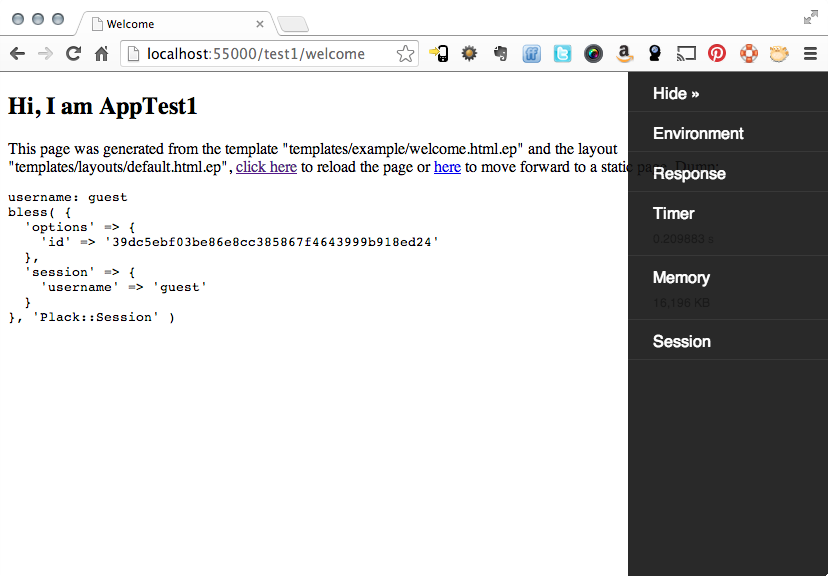 Welcome
localhost:55000/test1/welcome
Hi, I am AppTest1
This page was generated from the template "templates/example/welcome.html.ep" and the layout
"templates/layouts/default.html.ep", click here to reload the page or here to move forward to a static page. Dump:
username: guest
bless( {
  'options' => {
    'id' => '39dc5ebf03be86e8cc385867f4643999b918ed24'
  },
  'session' => {
    'username' => 'guest'
  }
}, 'Plack::Session' )
Hide »
Environment
Response
Timer
0.209883 s
Memory
16,196 KB
Session